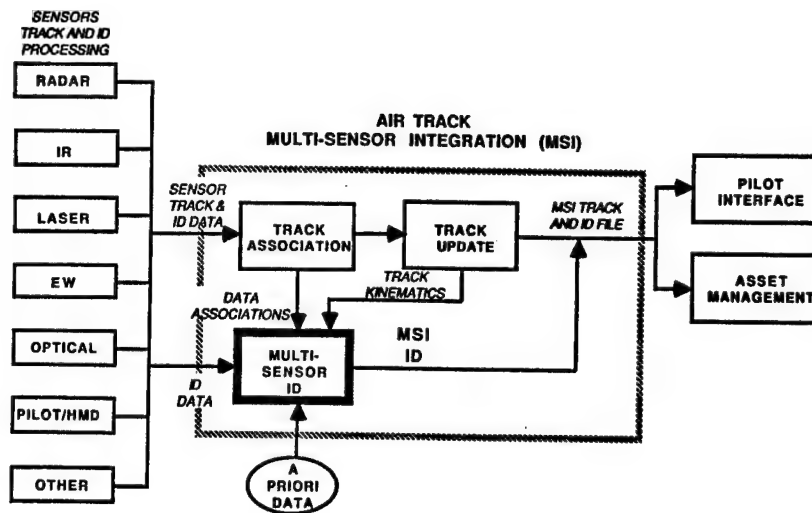 SENSORS
TRACK AND ID
PROCESSING
RADAR
IR
LASER
EW
OPTICAL
PILOT/HMD
OTHER
AIR TRACK
MULTI-SENSOR INTEGRATION (MSI)
SENSOR
TRACK &
ID DATA
TRACK
ASSOCIATION
TRACK
UPDATE
MSI TRACK
AND ID FILE
PILOT
INTERFACE
ASSET
MANAGEMENT
DATA
ASSOCIATIONS
TRACK
KINEMATICS
MULTI-
SENSOR
ID
MSI
ID
ID
DATA
A
PRIORI
DATA